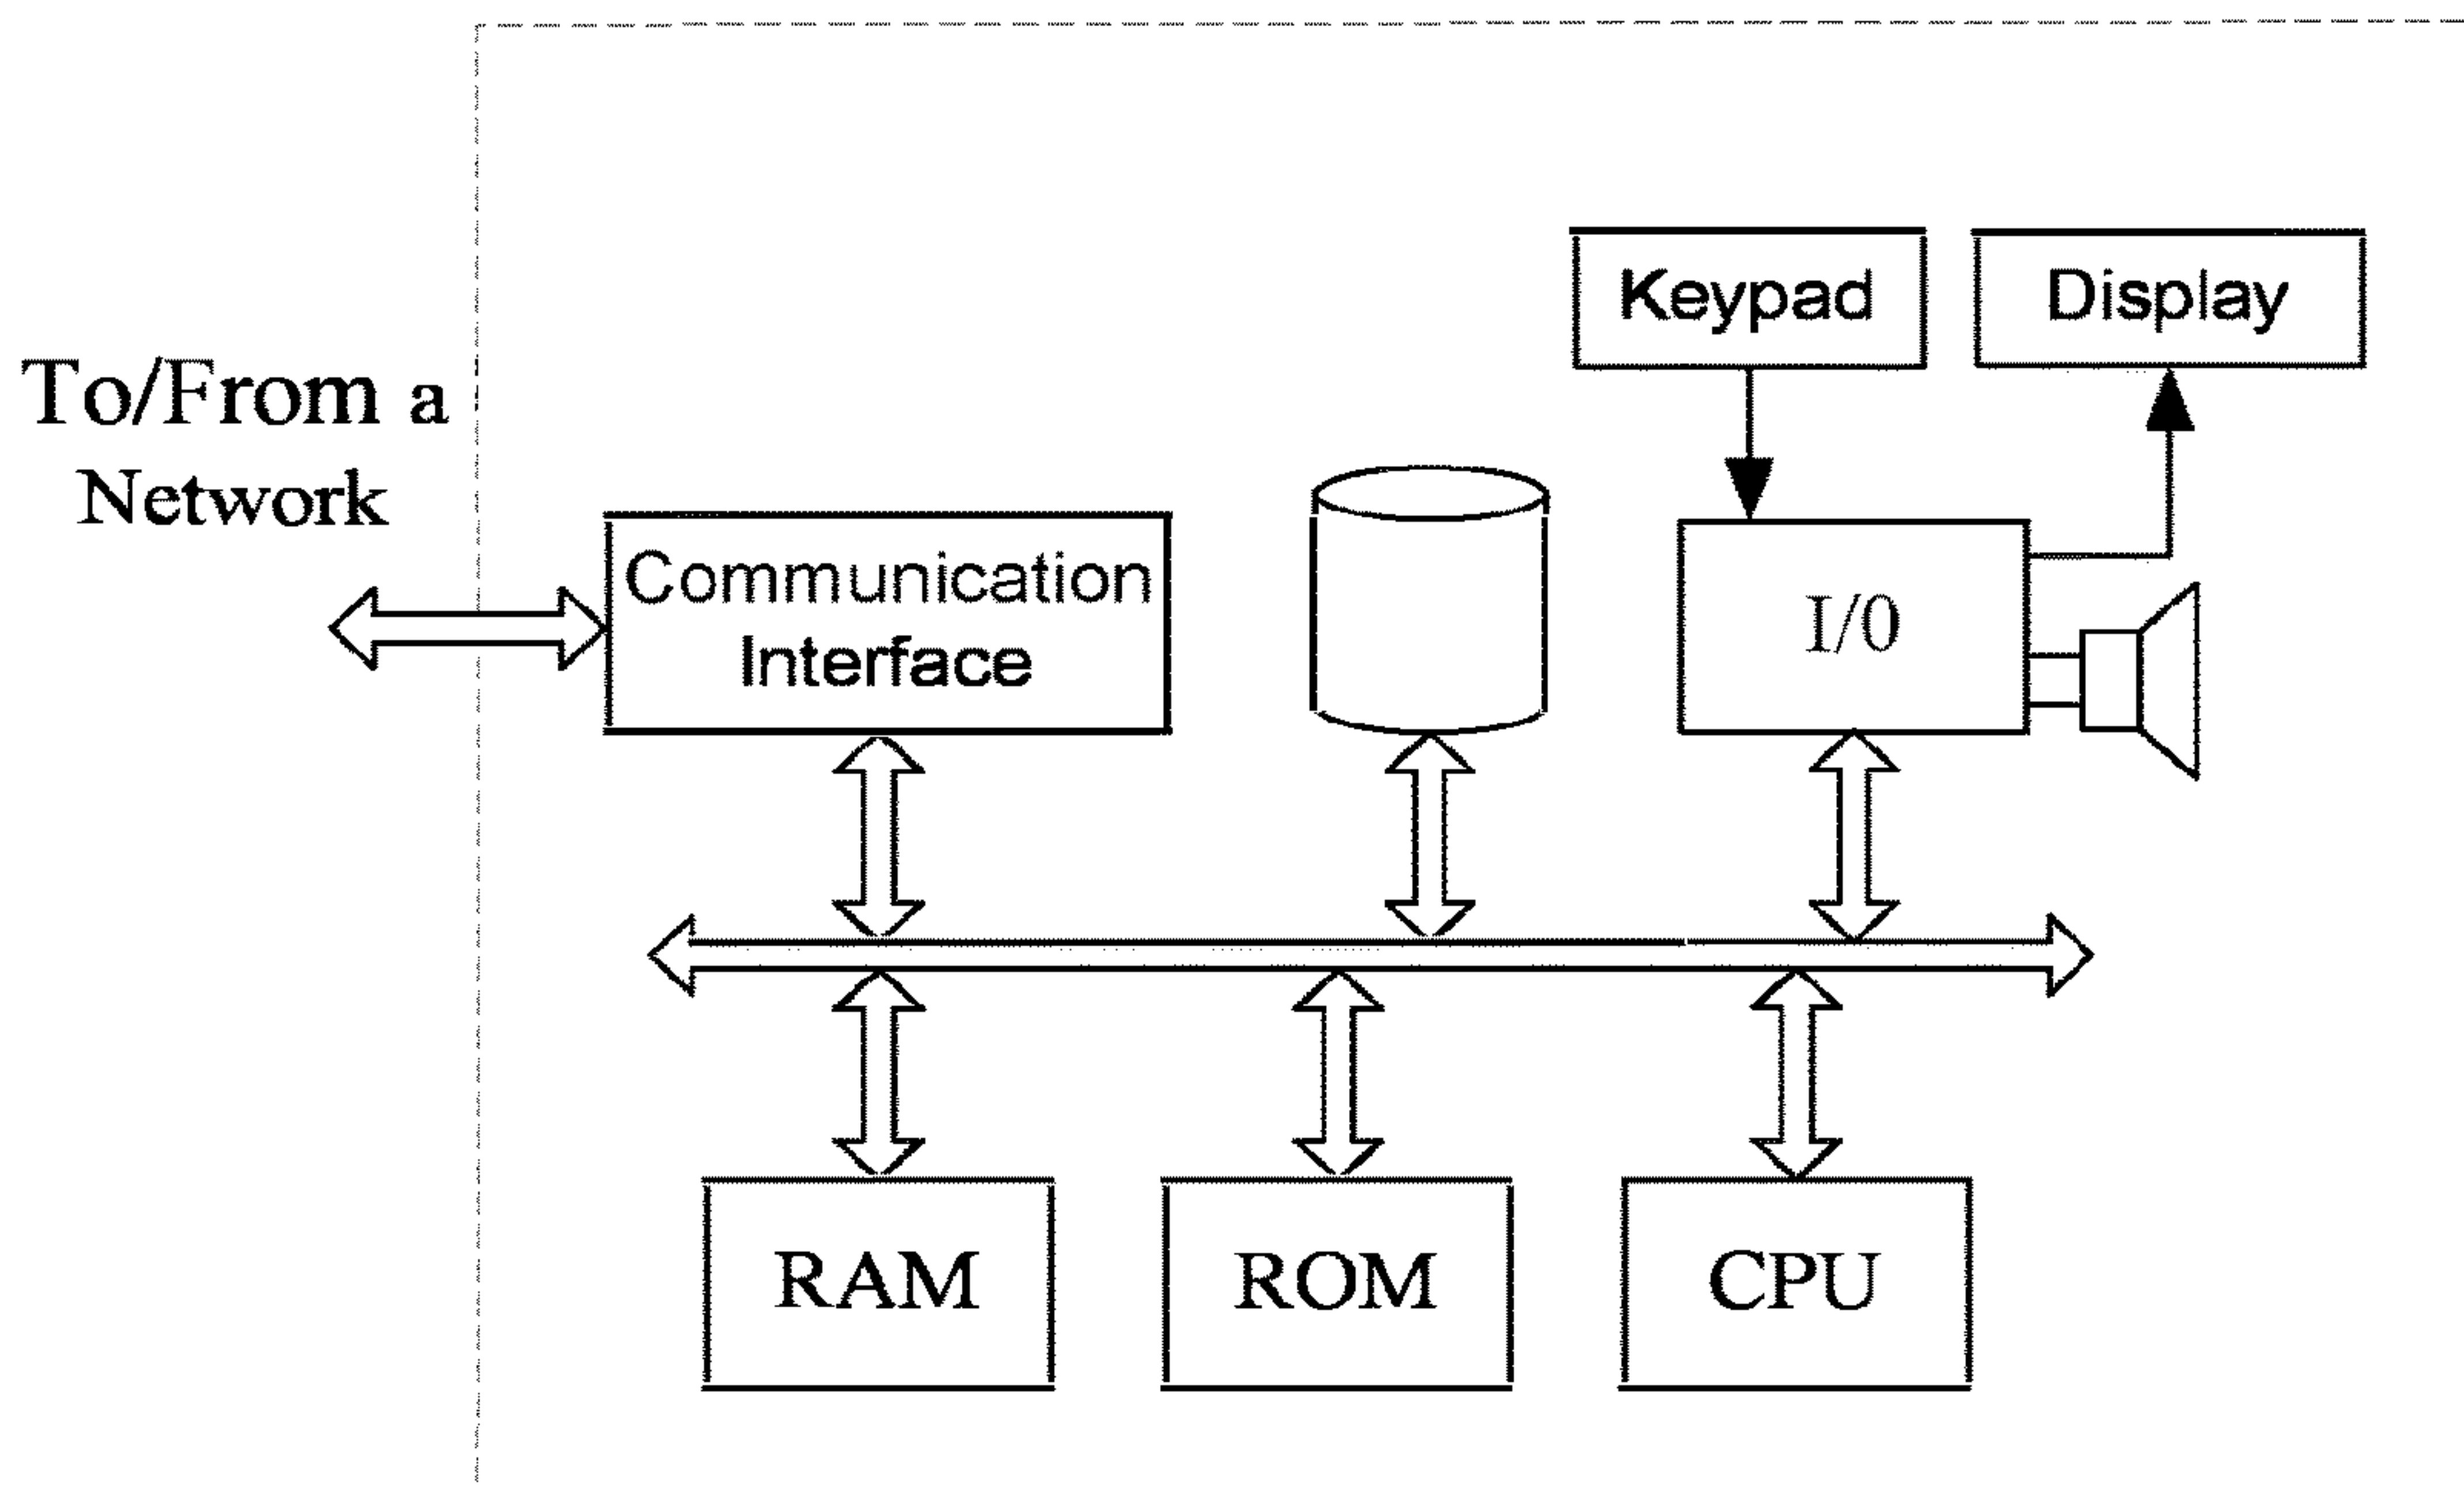 Keypad
Display
To/From a
Network
Communication
Interface
I/0
RAM
ROM
CPU